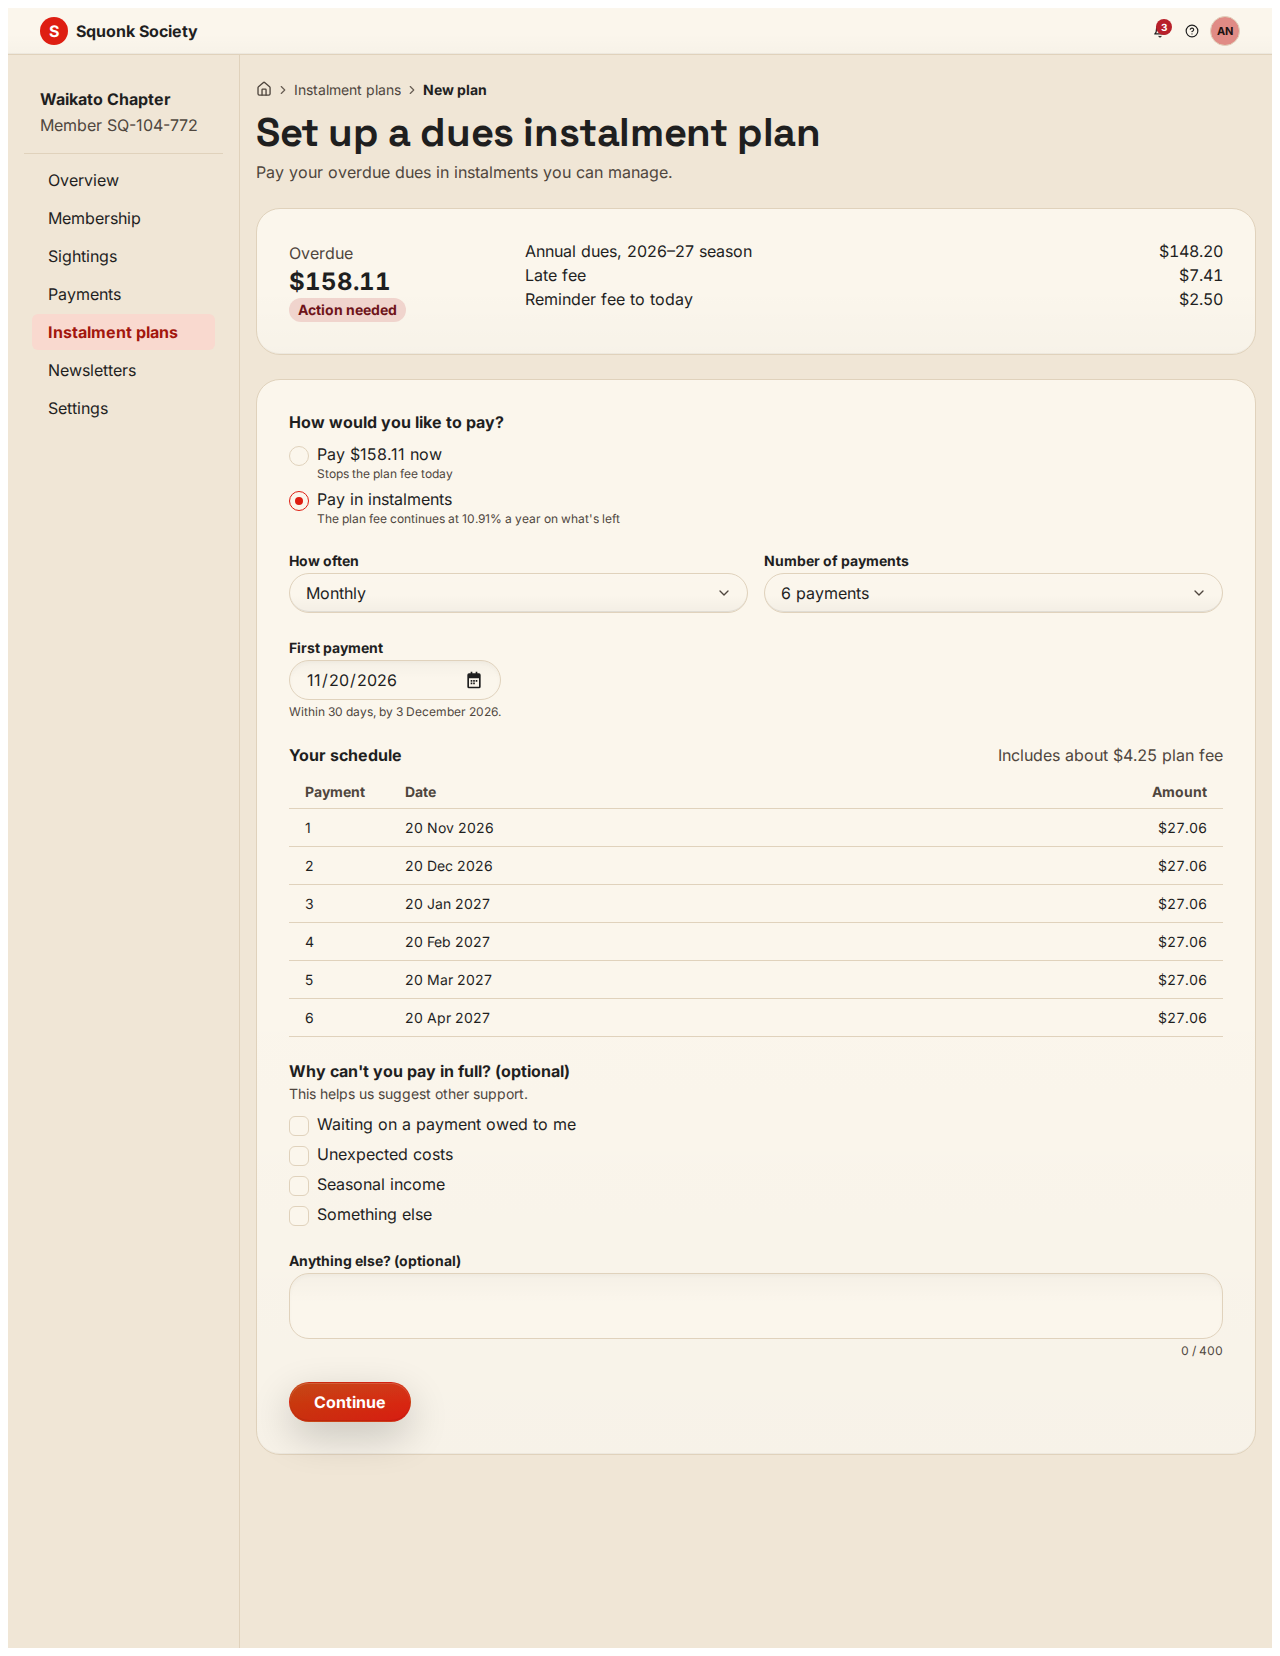 S Squonk Society
3
AN
Waikato Chapter
Member SQ-104-772
Overview
Membership
Sightings
Payments
Instalment plans
Newsletters
Settings
Instalment plans
New plan
Set up a dues instalment plan
Pay your overdue dues in instalments you can manage.
Overdue
$158.11
Action needed
Annual dues, 2026–27 season $148.20
Late fee $7.41
Reminder fee to today $2.50
How would you like to pay?
Pay $158.11 now
Stops the plan fee today
Pay in instalments
The plan fee continues at 10.91% a year on what's left
How often
Monthly
Number of payments
6 payments
First payment
11/20/2026
Within 30 days, by 3 December 2026.
Your schedule Includes about $4.25 plan fee
Payment Date Amount
1 20 Nov 2026 $27.06
2 20 Dec 2026 $27.06
3 20 Jan 2027 $27.06
4 20 Feb 2027 $27.06
5 20 Mar 2027 $27.06
6 20 Apr 2027 $27.06
Why can't you pay in full? (optional)
This helps us suggest other support.
Waiting on a payment owed to me
Unexpected costs
Seasonal income
Something else
Anything else? (optional)
0 / 400
Continue